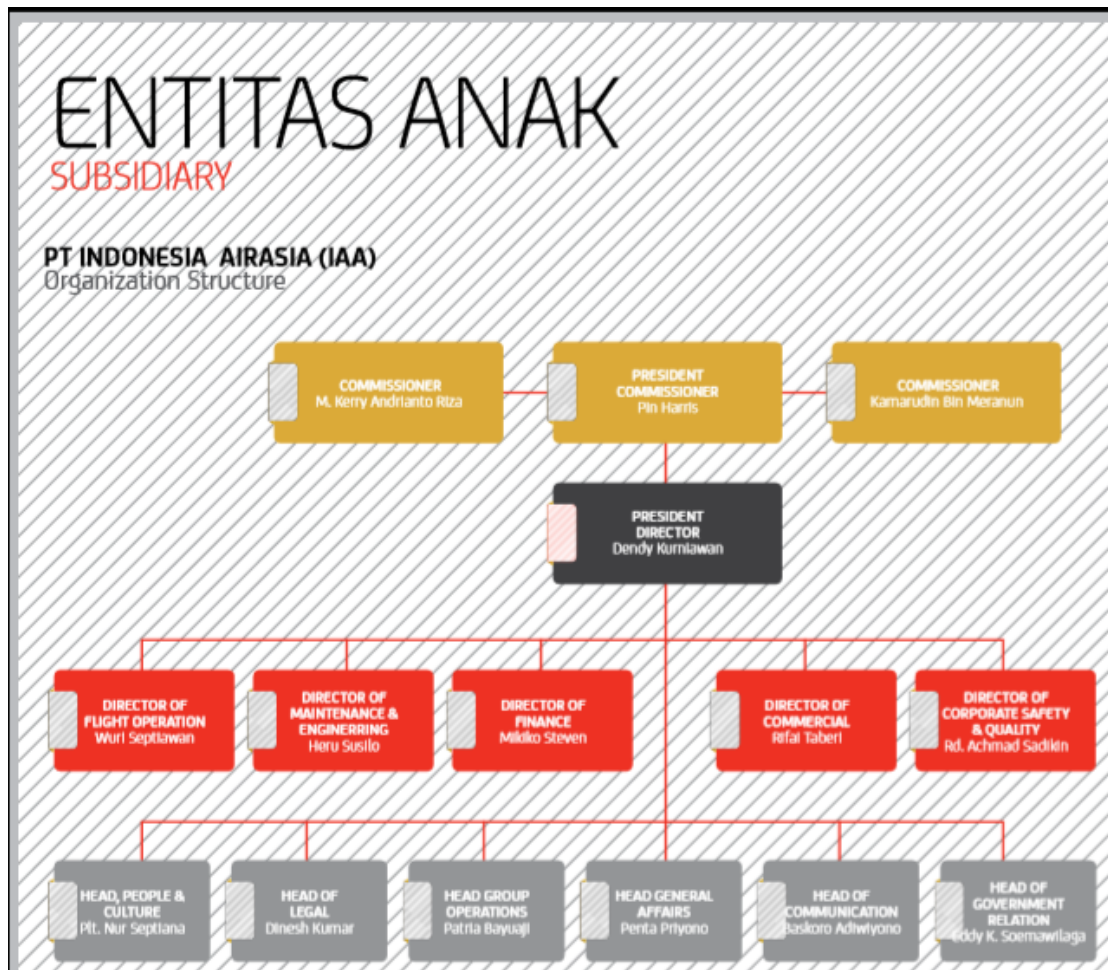 ENTITAS ANAK
SUBSIDIARY
PT INDONESIA AIRASIA (IAA)
Organization Structure
COMMISSIONER
M. Kerry Andrianto Riza
PRESIDENT
COMMISSIONER
Pin Harris
COMMISSIONER
Kamarudin Bin Meranun
PRESIDENT
DIRECTOR
Dendy Kurniawan
DIRECTOR OF
FLIGHT OPERATION
Wuri Septiawan
DIRECTOR OF
MAINTENANCE &
ENGINERRING
Heru Susilo
DIRECTOR OF
FINANCE
Mikiko Steven
DIRECTOR OF
COMMERCIAL
Rifai Taberi
DIRECTOR OF
CORPORATE SAFETY
& QUALITY
Rd. Achmad Sadikin
HEAD, PEOPLE &
CULTURE
Plt. Nur Septiana
HEAD OF
LEGAL
Dinesh Kumar
HEAD GROUP
OPERATIONS
Patria Bayuaji
HEAD GENERAL
AFFAIRS
Penta Priyono
HEAD OF
COMMUNICATION
Baskoro Adiwiyono
HEAD OF
GOVERNMENT
RELATION
Eddy K. Soemawilaga